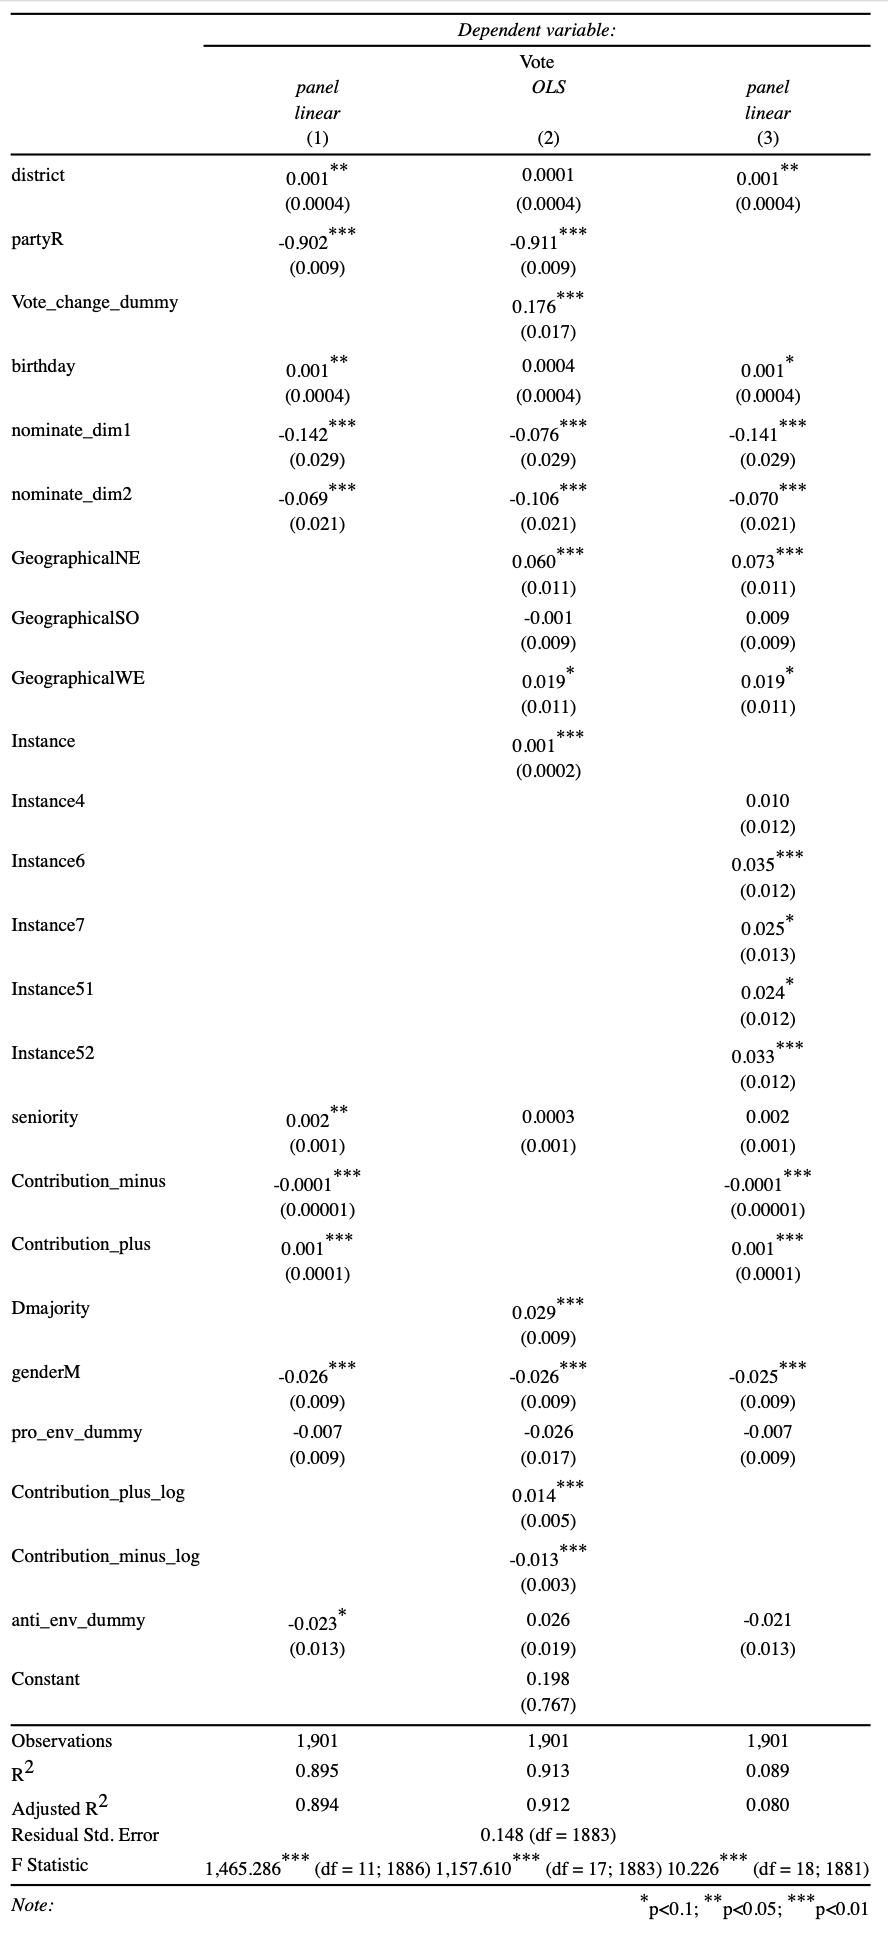 Dependent variable:
Vote
panel OLS panel
linear linear
(1) (2) (3)
district 0.001** 0.0001 0.001**
(0.0004) (0.0004) (0.0004)
partyR -0.902*** -0.911***
(0.009) (0.009)
Vote_change_dummy 0.176***
(0.017)
birthday 0.001** 0.0004 0.001*
(0.0004) (0.0004) (0.0004)
nominate_dim1 -0.142*** -0.076*** -0.141***
(0.029) (0.029) (0.029)
nominate_dim2 -0.069*** -0.106*** -0.070***
(0.021) (0.021) (0.021)
GeographicalNE 0.060*** 0.073***
(0.011) (0.011)
GeographicalSO -0.001 0.009
(0.009) (0.009)
GeographicalWE 0.019* 0.019*
(0.011) (0.011)
Instance 0.001***
(0.0002)
Instance4 0.010
(0.012)
Instance6 0.035***
(0.012)
Instance7 0.025*
(0.013)
Instance51 0.024*
(0.012)
Instance52 0.033***
(0.012)
seniority 0.002** 0.0003 0.002
(0.001) (0.001) (0.001)
Contribution_minus -0.0001*** -0.0001***
(0.00001) (0.00001)
Contribution_plus 0.001*** 0.001***
(0.0001) (0.0001)
Dmajority 0.029***
(0.009)
genderM -0.026*** -0.026*** -0.025***
(0.009) (0.009) (0.009)
pro_env_dummy -0.007 -0.026 -0.007
(0.009) (0.017) (0.009)
Contribution_plus_log 0.014***
(0.005)
Contribution_minus_log -0.013***
(0.003)
anti_env_dummy -0.023* 0.026 -0.021
(0.013) (0.019) (0.013)
Constant 0.198
(0.767)
Observations 1,901 1,901 1,901
R2 0.895 0.913 0.089
Adjusted R2 0.894 0.912 0.080
Residual Std. Error 0.148 (df = 1883)
F Statistic 1,465.286*** (df = 11; 1886) 1,157.610*** (df = 17; 1883) 10.226*** (df = 18; 1881)
Note: *p<0.1; **p<0.05; ***p<0.01